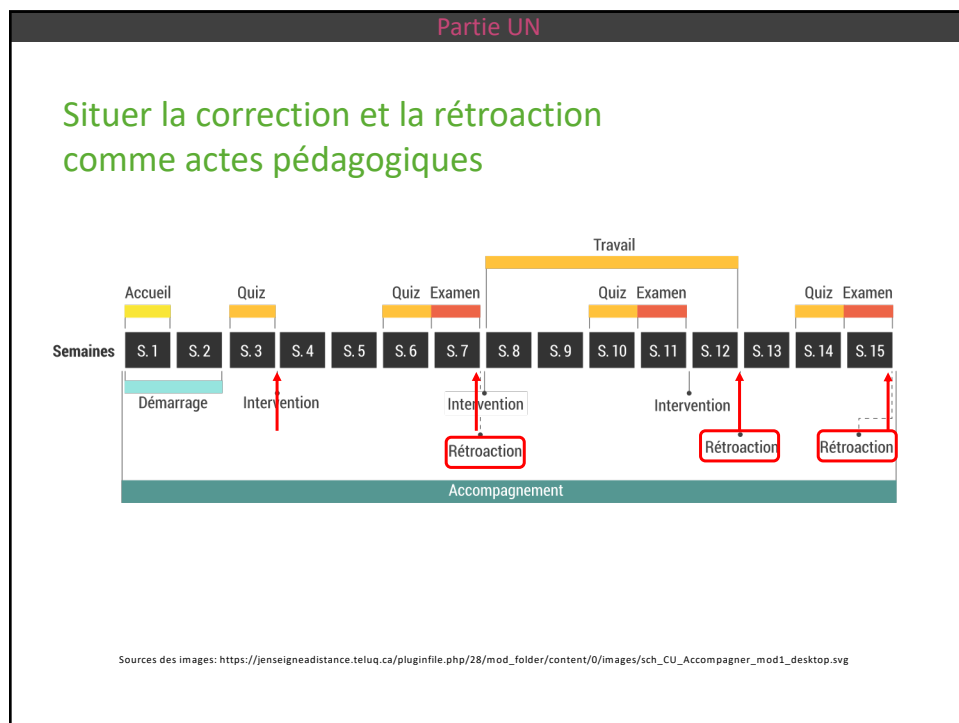 Partie UN
Situer la correction et la rétroaction
comme actes pédagogiques
Travail
Accueil Quiz Quiz Examen Quiz Examen Quiz Examen
Semaines S. 1 S. 2 S. 3 S. 4 S. 5 S. 6 S. 7 S. 8 S. 9 S. 10 S. 11 S. 12 S. 13 S. 14 S. 15
Démarrage Intervention Intervention Intervention
Rétroaction Rétroaction Rétroaction
Accompagnement
Sources des images: https://jenseigneadistance.teluq.ca/pluginfile.php/28/mod_folder/content/0/images/sch_CU_Accompagner_mod1_desktop.svg